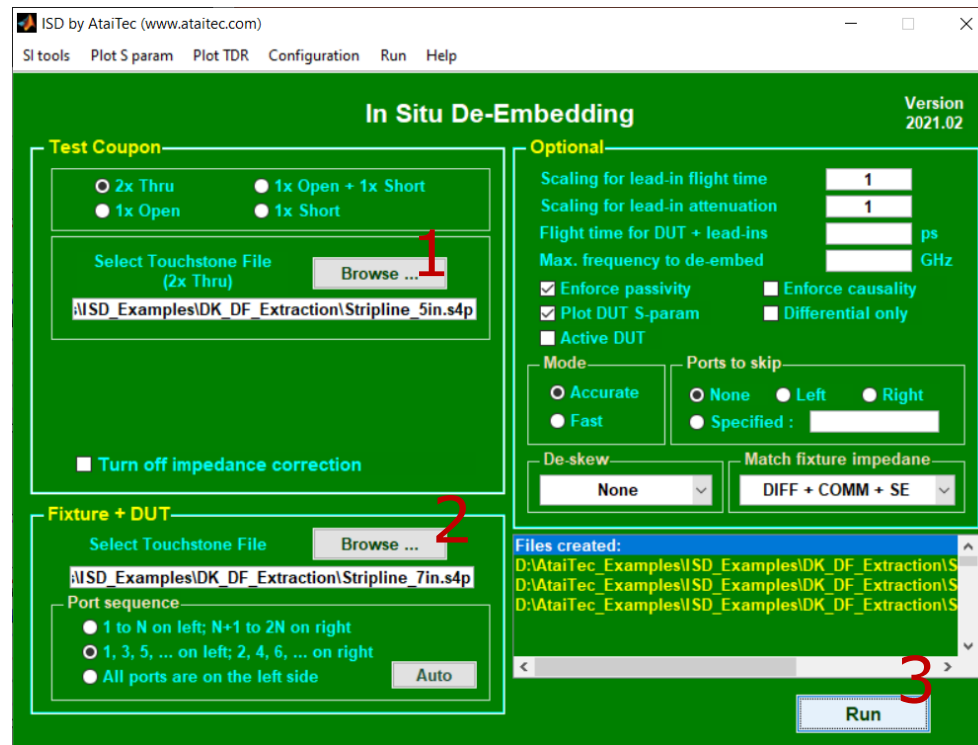 ISD by AtaiTec (www.ataitec.com)
SI tools Plot S param Plot TDR Configuration Run Help
In Situ De-Embedding
Version
2021.02
Test Coupon
2x Thru 1x Open + 1x Short
1x Open 1x Short
1
Select Touchstone File
(2x Thru)
Browse ...
\ISD_Examples\DK_DF_Extraction\Stripline_5in.s4p
Turn off impedance correction
Fixture + DUT
2
Select Touchstone File Browse ...
\ISD_Examples\DK_DF_Extraction\Stripline_7in.s4p
Port sequence
1 to N on left; N+1 to 2N on right
1, 3, 5, ... on left; 2, 4, 6, ... on right
All ports are on the left side Auto
Optional
Scaling for lead-in flight time 1
Scaling for lead-in attenuation 1
Flight time for DUT + lead-ins ps
Max. frequency to de-embed GHz
Enforce passivity Enforce causality
Plot DUT S-param Differential only
Active DUT
Mode
Accurate
Fast
Ports to skip
None Left Right
Specified :
De-skew
None
Match fixture impedane
DIFF + COMM + SE
Files created:
D:\AtaiTec_Examples\ISD_Examples\DK_DF_Extraction\S
D:\AtaiTec_Examples\ISD_Examples\DK_DF_Extraction\S
D:\AtaiTec_Examples\ISD_Examples\DK_DF_Extraction\S
3
Run